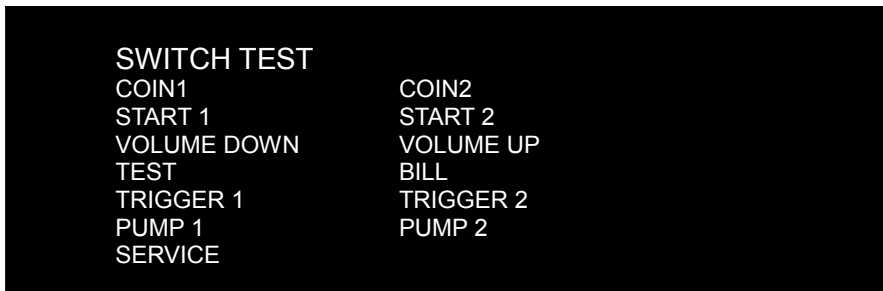 SWITCH TEST
COIN1 COIN2
START 1 START 2
VOLUME DOWN VOLUME UP
TEST BILL
TRIGGER 1 TRIGGER 2
PUMP 1 PUMP 2
SERVICE